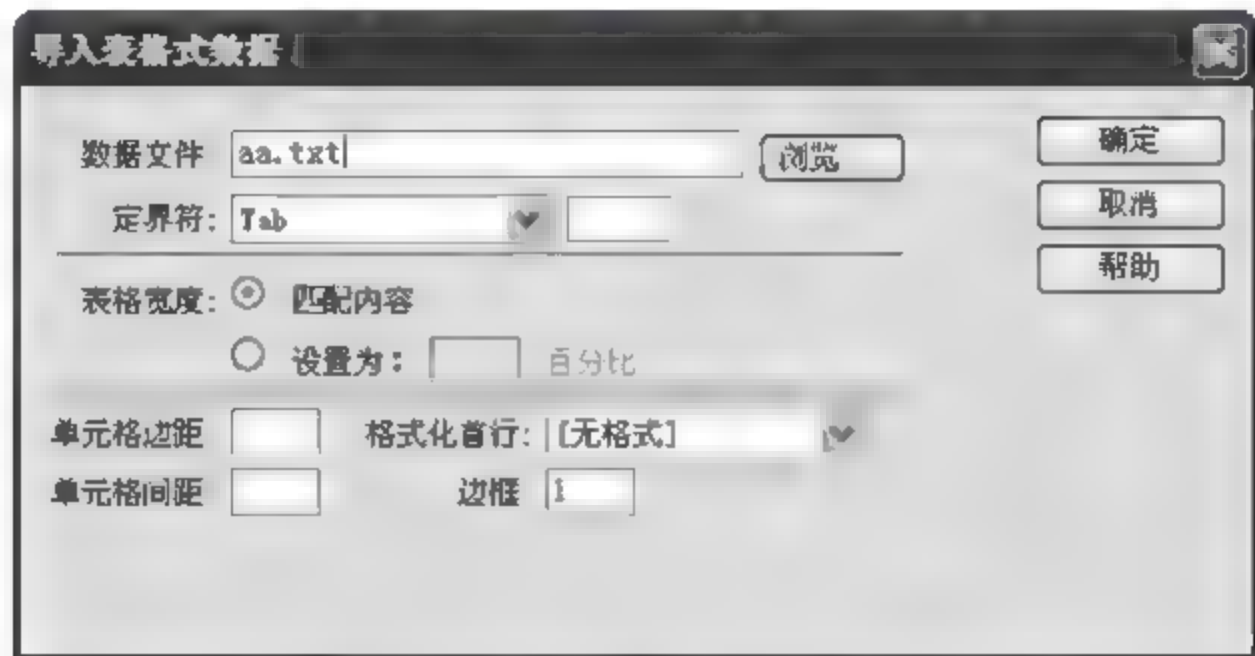 导入表格式数据
数据文件 aa.txt 浏览 确定
定界符: Tab 取消
帮助
表格宽度: 匹配内容
设置为: 百分比
单元格边距 格式化首行: [无格式]
单元格间距 边框 1